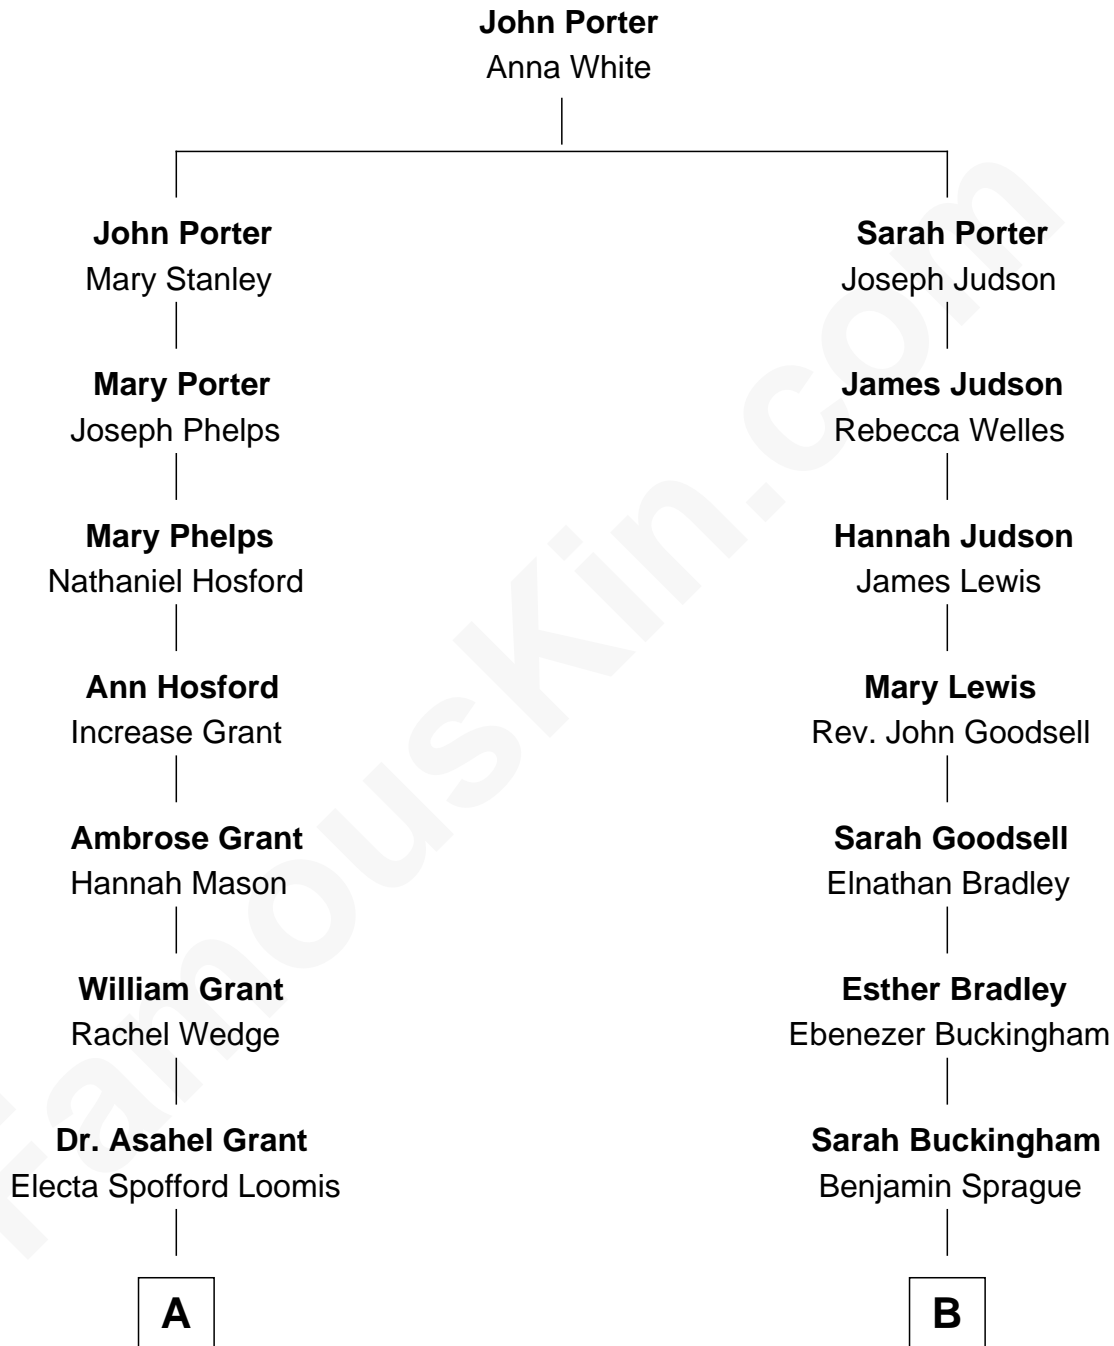 John Porter
Anna White
John Porter
Mary Stanley
Sarah Porter
Joseph Judson
Mary Porter
Joseph Phelps
James Judson
Rebecca Welles
Mary Phelps
Nathaniel Hosford
Hannah Judson
James Lewis
Ann Hosford
Increase Grant
Mary Lewis
Rev. John Goodsell
Ambrose Grant
Hannah Mason
Sarah Goodsell
Elnathan Bradley
William Grant
Rachel Wedge
Esther Bradley
Ebenezer Buckingham
Dr. Asahel Grant
Electa Spofford Loomis
Sarah Buckingham
Benjamin Sprague
A
B
FamousKin.com